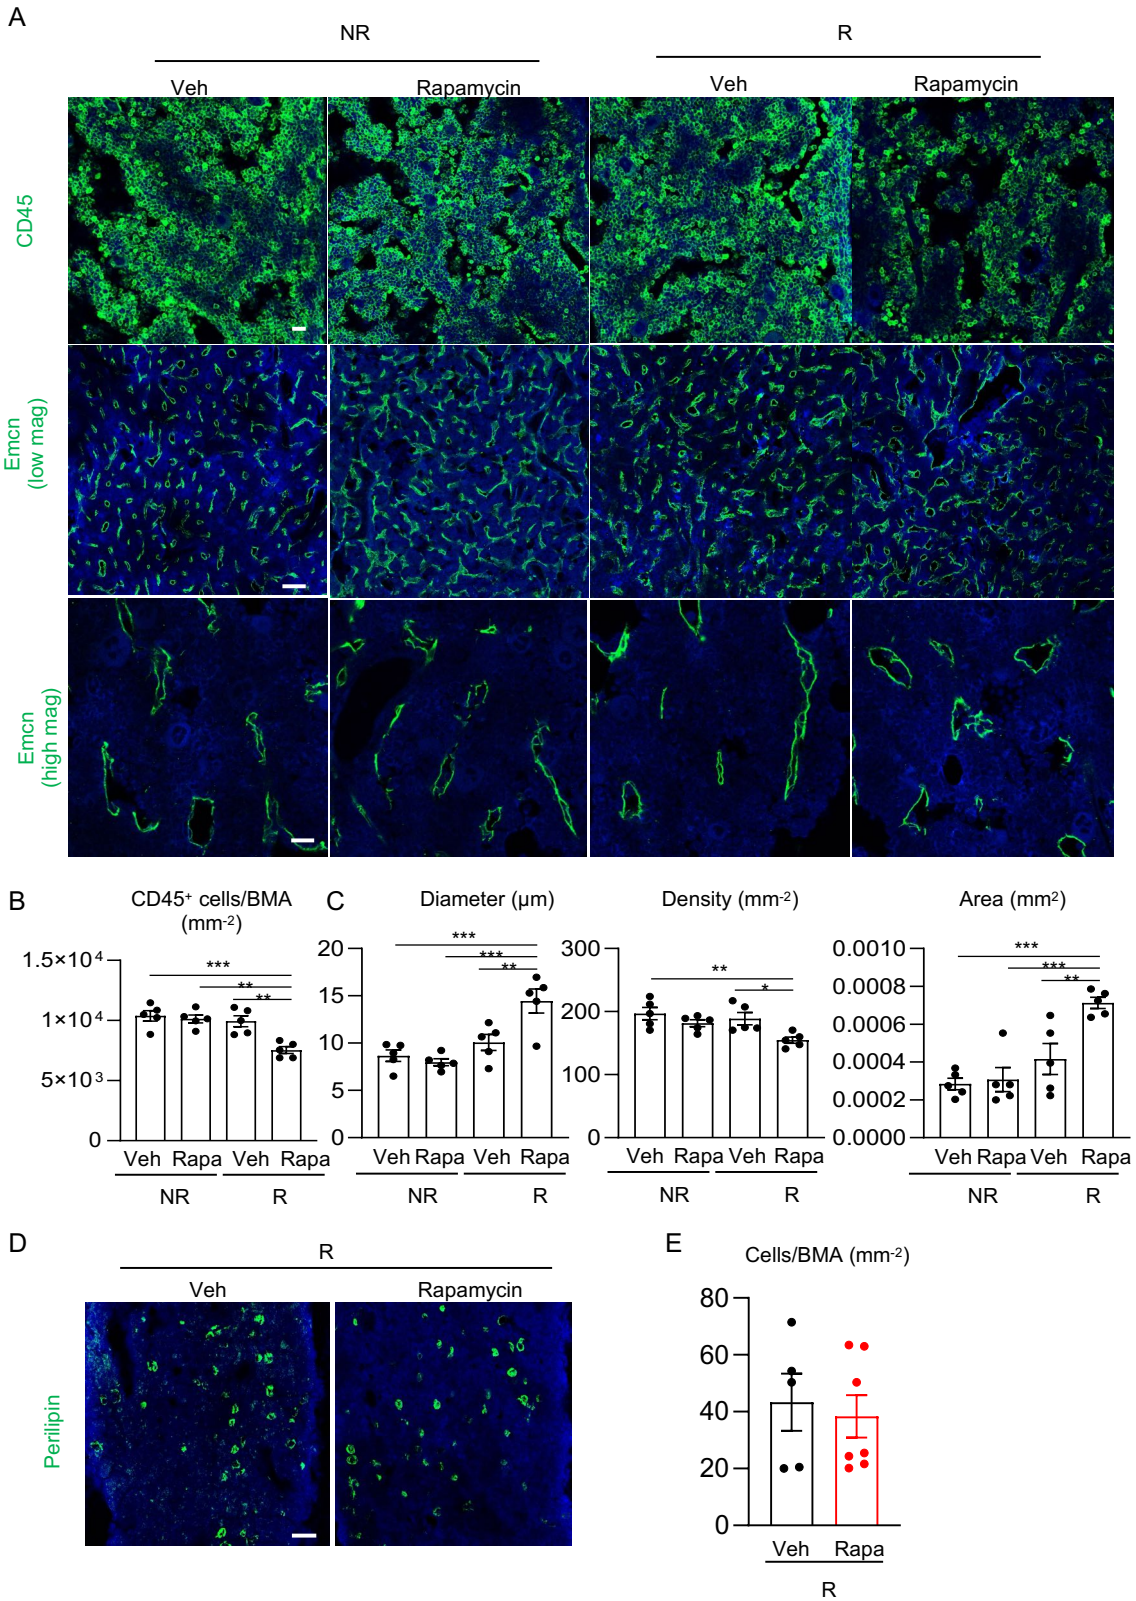 A
NR
R
Veh
Rapamycin
Veh
Rapamycin
CD45
Emcn
(low mag)
Emcn
(high mag)
B
CD45⁺ cells/BMA
(mm⁻²)
1.5×10⁴
1×10⁴
5×10³
0
***
**
**
Veh Rapa Veh Rapa
NR R
C
Diameter (µm)
20
15
10
5
0
***
***
**
Veh Rapa Veh Rapa
NR R
Density (mm⁻²)
300
200
100
0
**
*
Veh Rapa Veh Rapa
NR R
Area (mm²)
0.0010
0.0008
0.0006
0.0004
0.0002
0.0000
***
***
**
Veh Rapa Veh Rapa
NR R
D
R
Veh Rapamycin
Perilipin
E
Cells/BMA (mm⁻²)
80
60
40
20
0
Veh Rapa
R